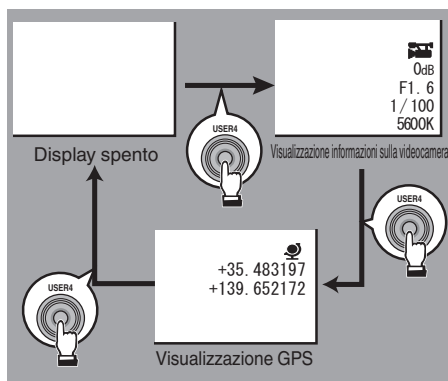 0dB
F1. 6
1/100
5600K
USER4
Display spento
Visualizzazione informazioni sulla videocamera
USER4
+35. 483197
+139. 652172
USER4
Visualizzazione GPS